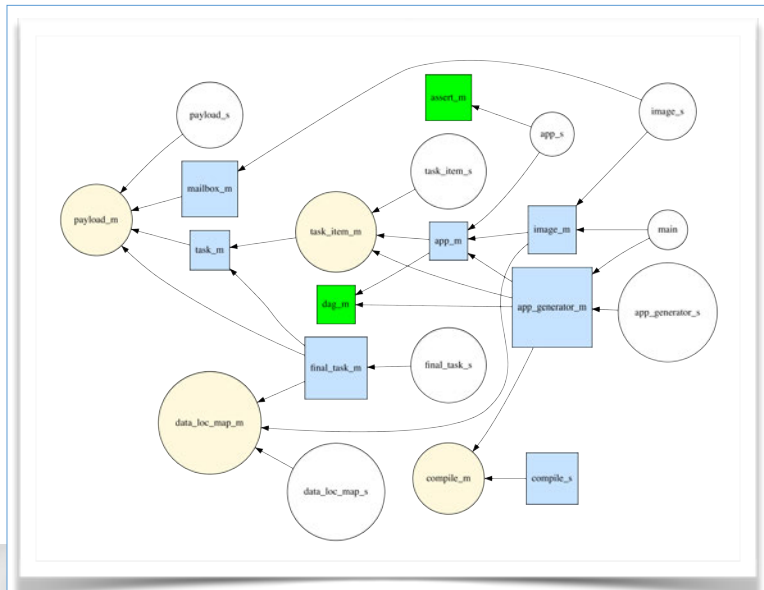 assert_m
payload_s
image_s
app_s
task_item_s
mailbox_m
payload_m
task_item_m
app_m
image_m
main
task_m
dag_m
app_generator_m
app_generator_s
final_task_m
final_task_s
data_loc_map_m
compile_m
compile_s
data_loc_map_s